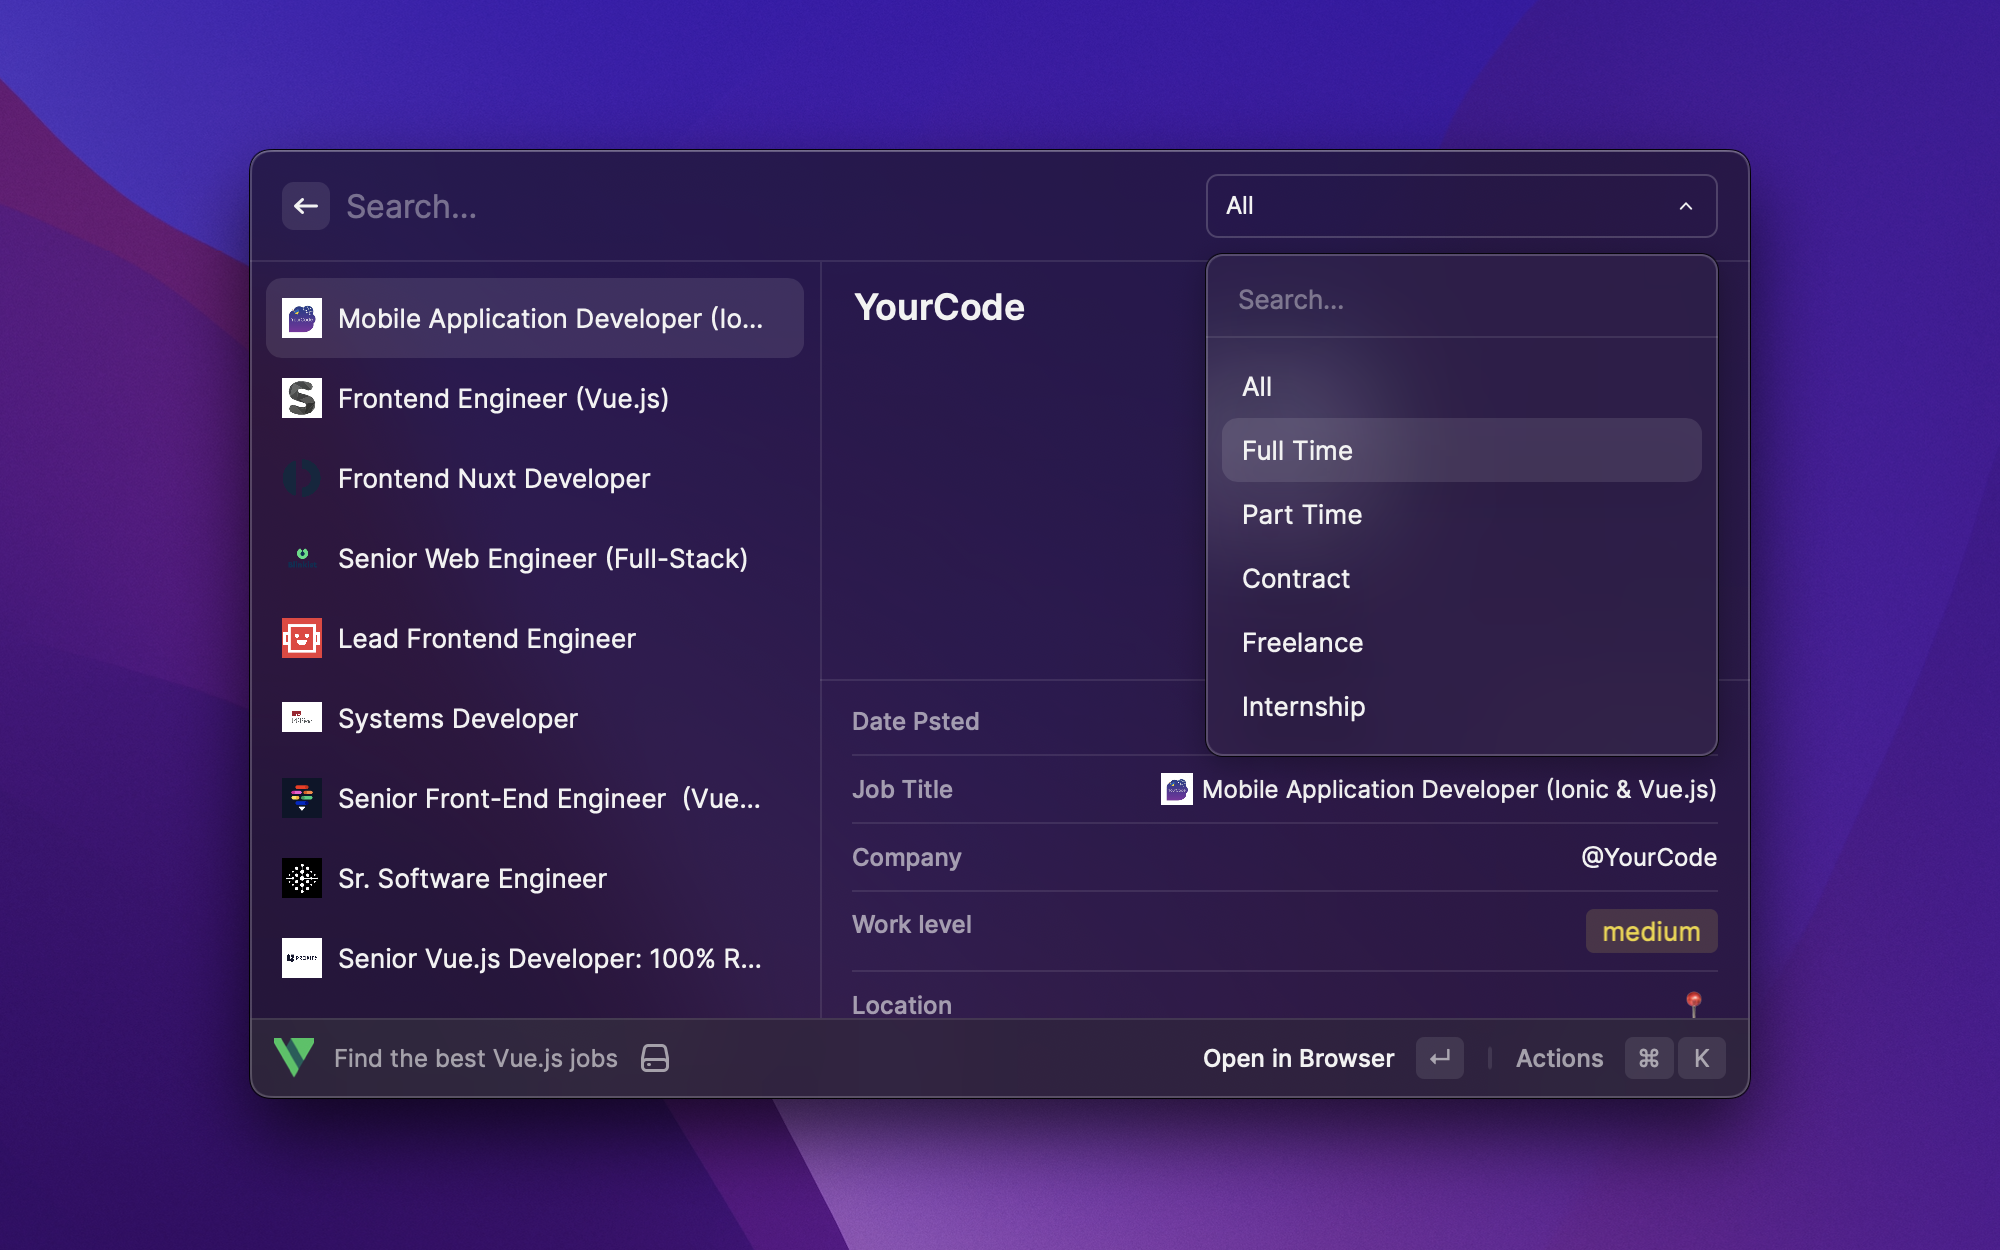 Search...
All
Mobile Application Developer (Io...
Frontend Engineer (Vue.js)
Frontend Nuxt Developer
Senior Web Engineer (Full-Stack)
Lead Frontend Engineer
Systems Developer
Senior Front-End Engineer  (Vue...
Sr. Software Engineer
Senior Vue.js Developer: 100% R...
YourCode
Search...
All
Full Time
Part Time
Contract
Freelance
Internship
Date Psted
Job Title
Mobile Application Developer (Ionic & Vue.js)
Company
@YourCode
Work level
medium
Location
Find the best Vue.js jobs
Open in Browser
Actions
⌘
K